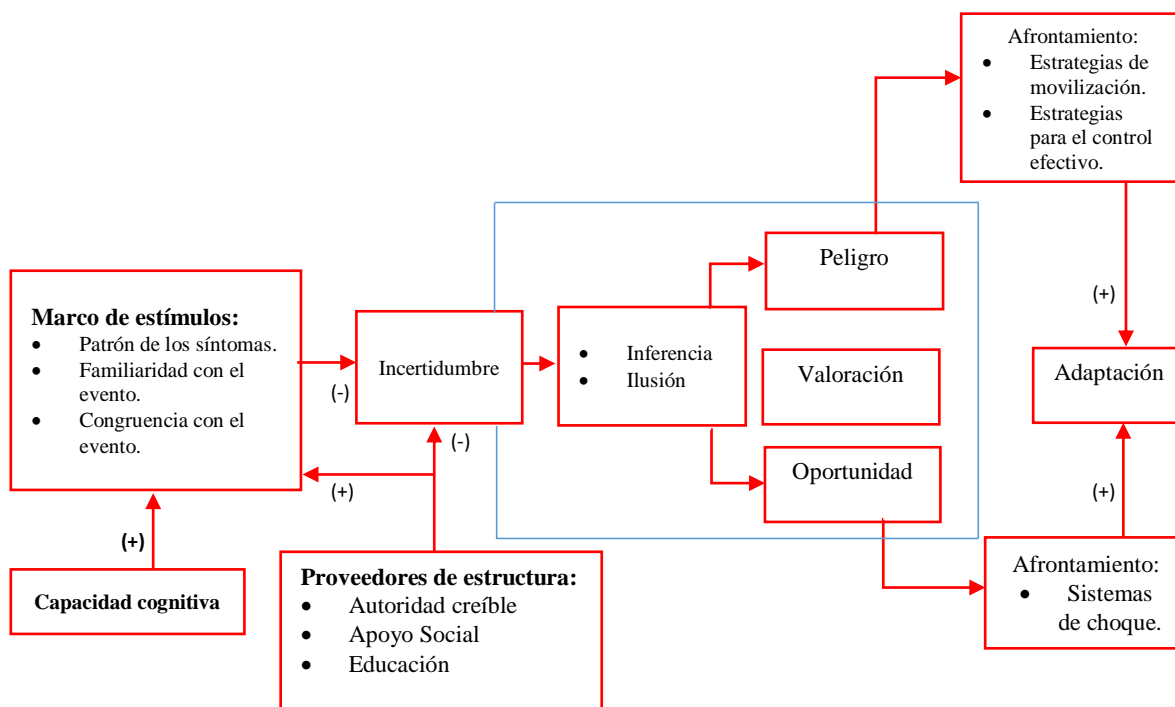 Marco de estímulos:
• Patrón de los síntomas.
• Familiaridad con el
evento.
• Congruencia con el
evento.
(+)
Capacidad cognitiva
(-)
(-)
(+)
Proveedores de estructura:
• Autoridad creíble
• Apoyo Social
• Educación
Incertidumbre
• Inferencia
• Ilusión
Peligro
Valoración
Oportunidad
Afrontamiento:
• Estrategias de
movilización.
• Estrategias
para el control
efectivo.
(+)
Adaptación
(+)
Afrontamiento:
• Sistemas
de choque.